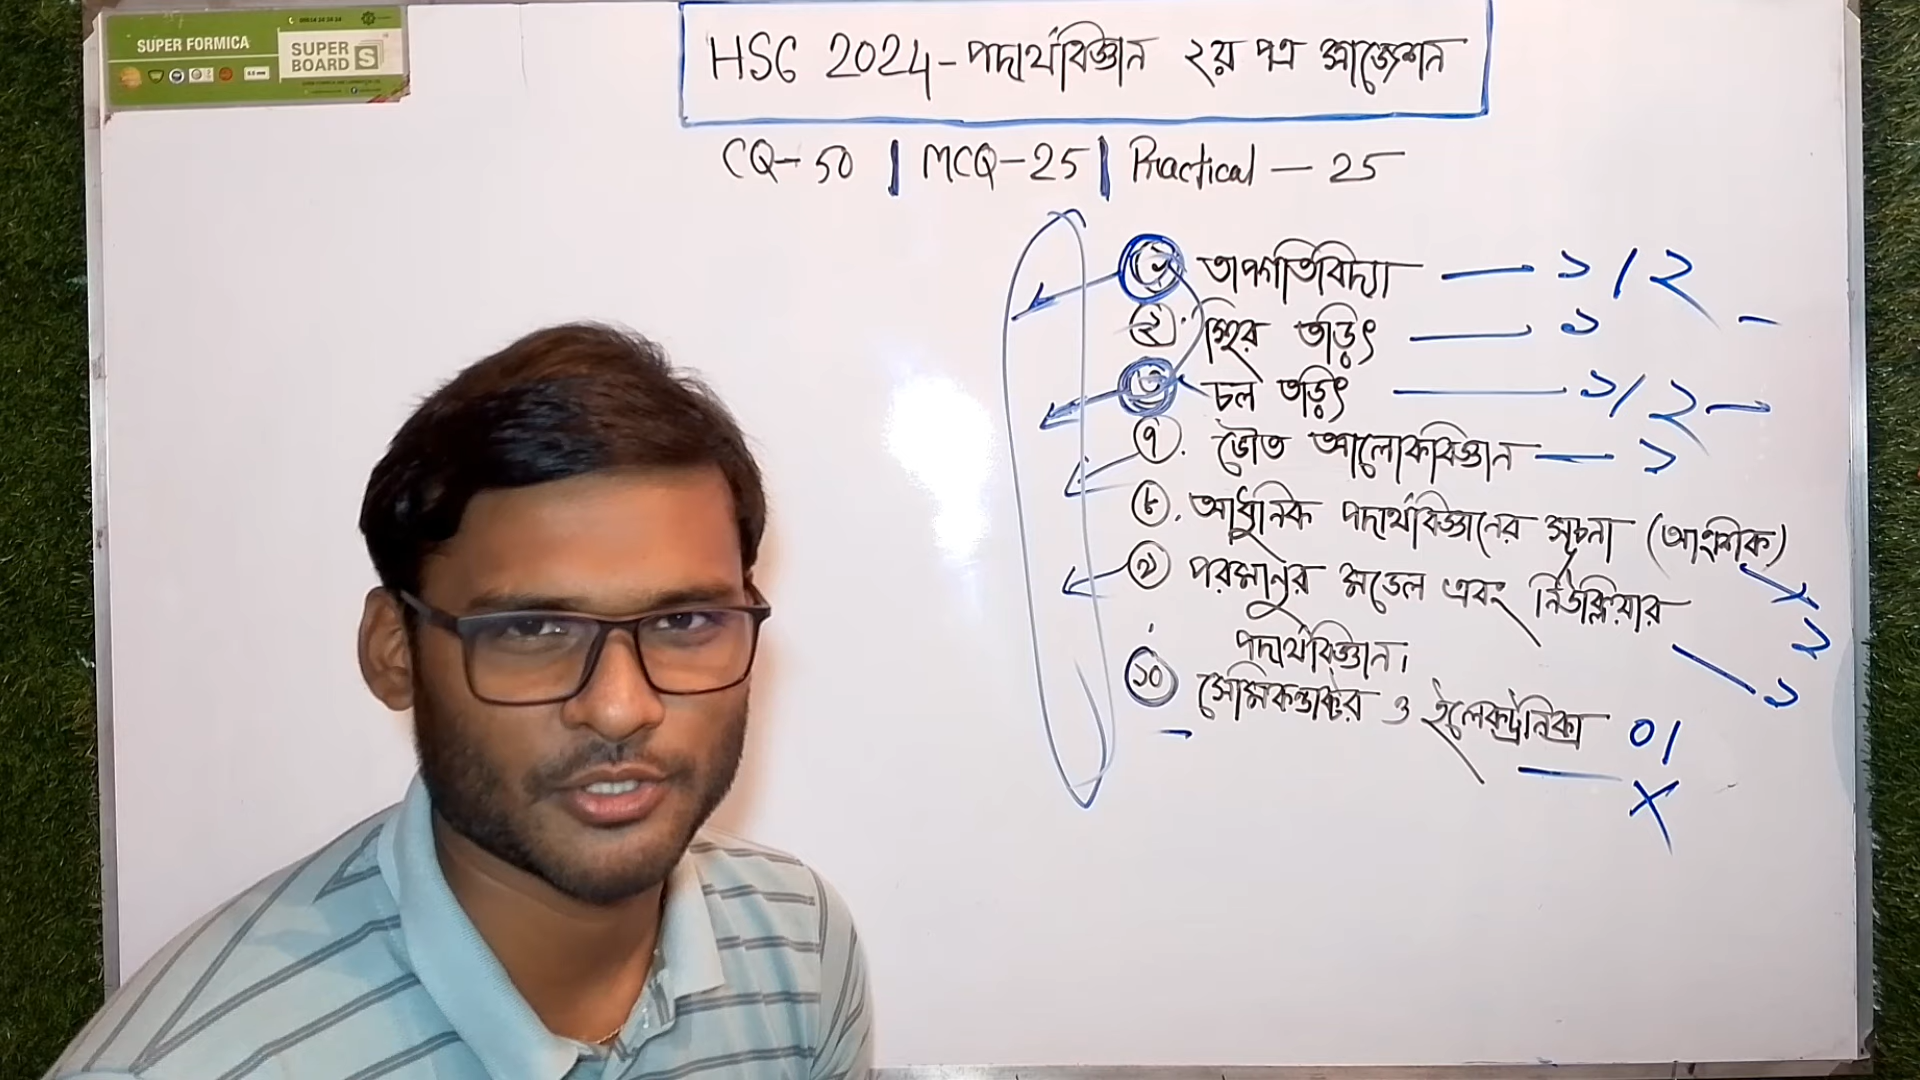 SUPER FORMICA
SUPER BOARD S
HSC 2024 - পদার্থবিজ্ঞান ২য় পত্র সাজেশন
CQ - 50 | MCQ - 25 | Practical - 25
১ তাপগতিবিদ্যা — ১/২ -
২. স্থির তড়িৎ — ১
৩ চল তড়িৎ — ১/২ -
৭. ভৌত আলোকবিজ্ঞান — ১
৮. আধুনিক পদার্থবিজ্ঞানের সূচনা (আংশিক)
৯ পরমানুর মডেল এবং নিউক্লিয়ার
পদার্থবিজ্ঞান। — ১
১০ সেমিকন্ডাক্টর ও ইলেকট্রনিক্স 01
X